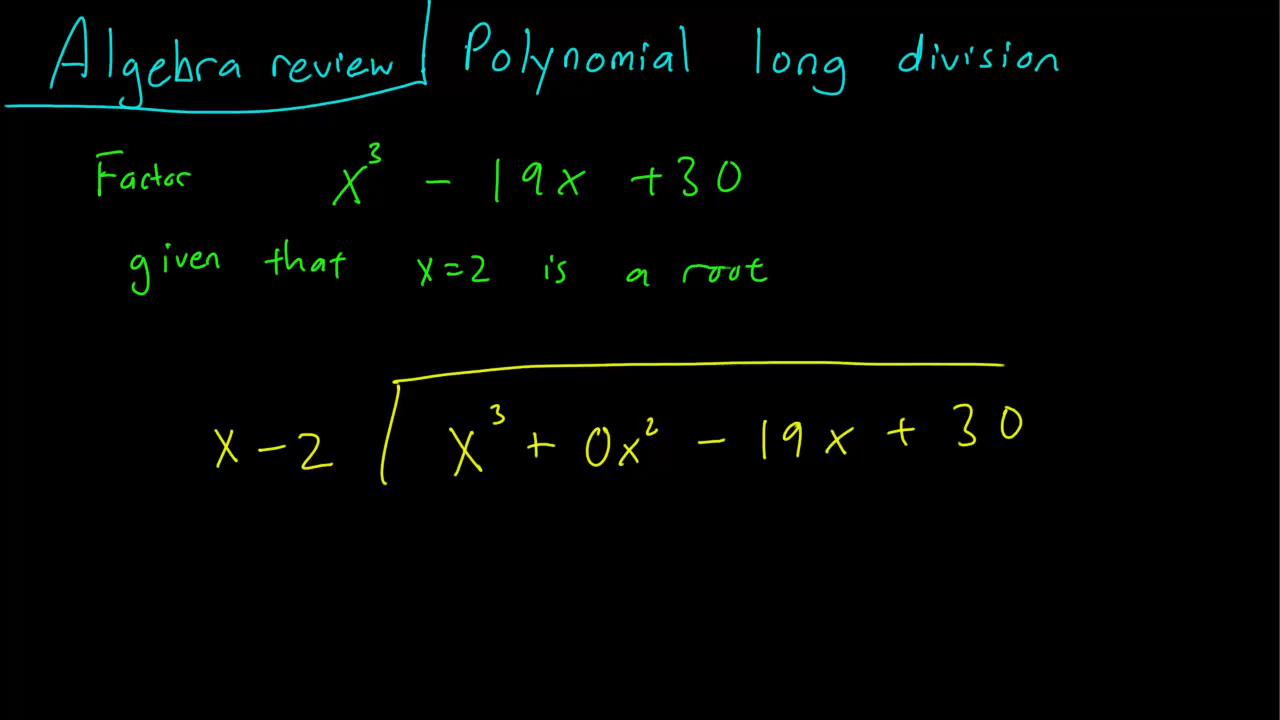 Algebra review | Polynomial long division
Factor x³ - 19x + 30
given that x=2 is a root
x - 2 x³ + 0x² - 19x + 30